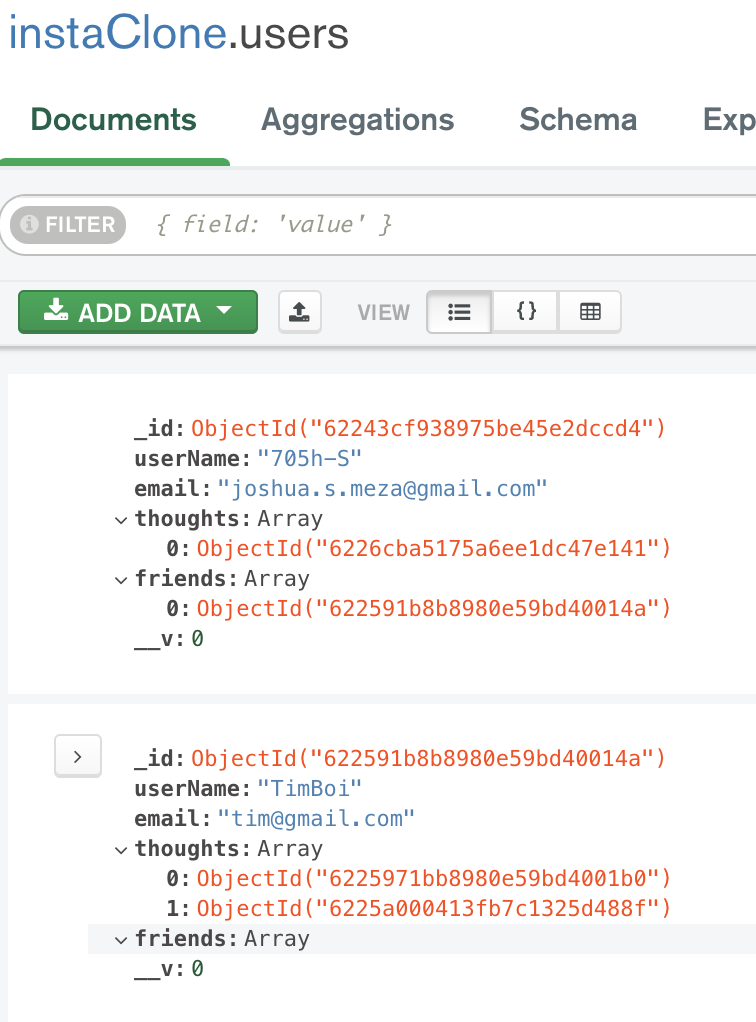 instaClone.users
Documents Aggregations Schema Exp
FILTER { field: 'value' }
ADD DATA VIEW { }
_id: ObjectId("62243cf938975be45e2dccd4")
userName: "705h-S"
email: "joshua.s.meza@gmail.com"
thoughts: Array
0: ObjectId("6226cba5175a6ee1dc47e141")
friends: Array
0: ObjectId("622591b8b8980e59bd40014a")
__v: 0
_id: ObjectId("622591b8b8980e59bd40014a")
userName: "TimBoi"
email: "tim@gmail.com"
thoughts: Array
0: ObjectId("6225971bb8980e59bd4001b0")
1: ObjectId("6225a000413fb7c1325d488f")
friends: Array
__v: 0